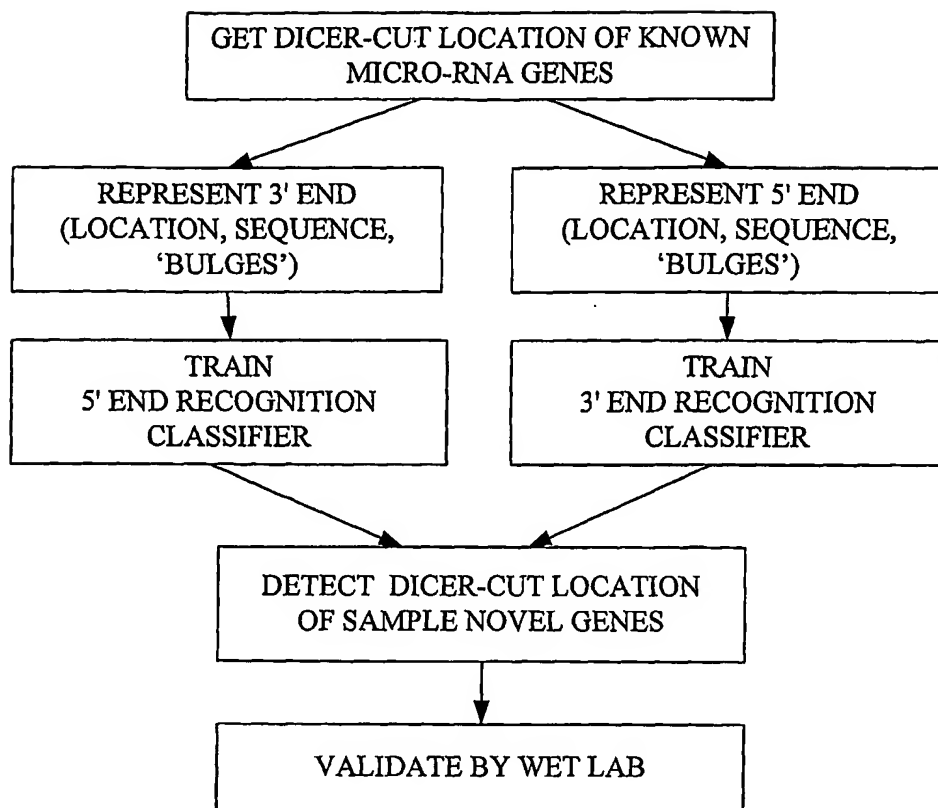 GET DICER-CUT LOCATION OF KNOWN
MICRO-RNA GENES
REPRESENT 3' END
(LOCATION, SEQUENCE,
‘BULGES’)
REPRESENT 5' END
(LOCATION, SEQUENCE,
‘BULGES’)
TRAIN
5' END RECOGNITION
CLASSIFIER
TRAIN
3' END RECOGNITION
CLASSIFIER
DETECT DICER-CUT LOCATION
OF SAMPLE NOVEL GENES
VALIDATE BY WET LAB